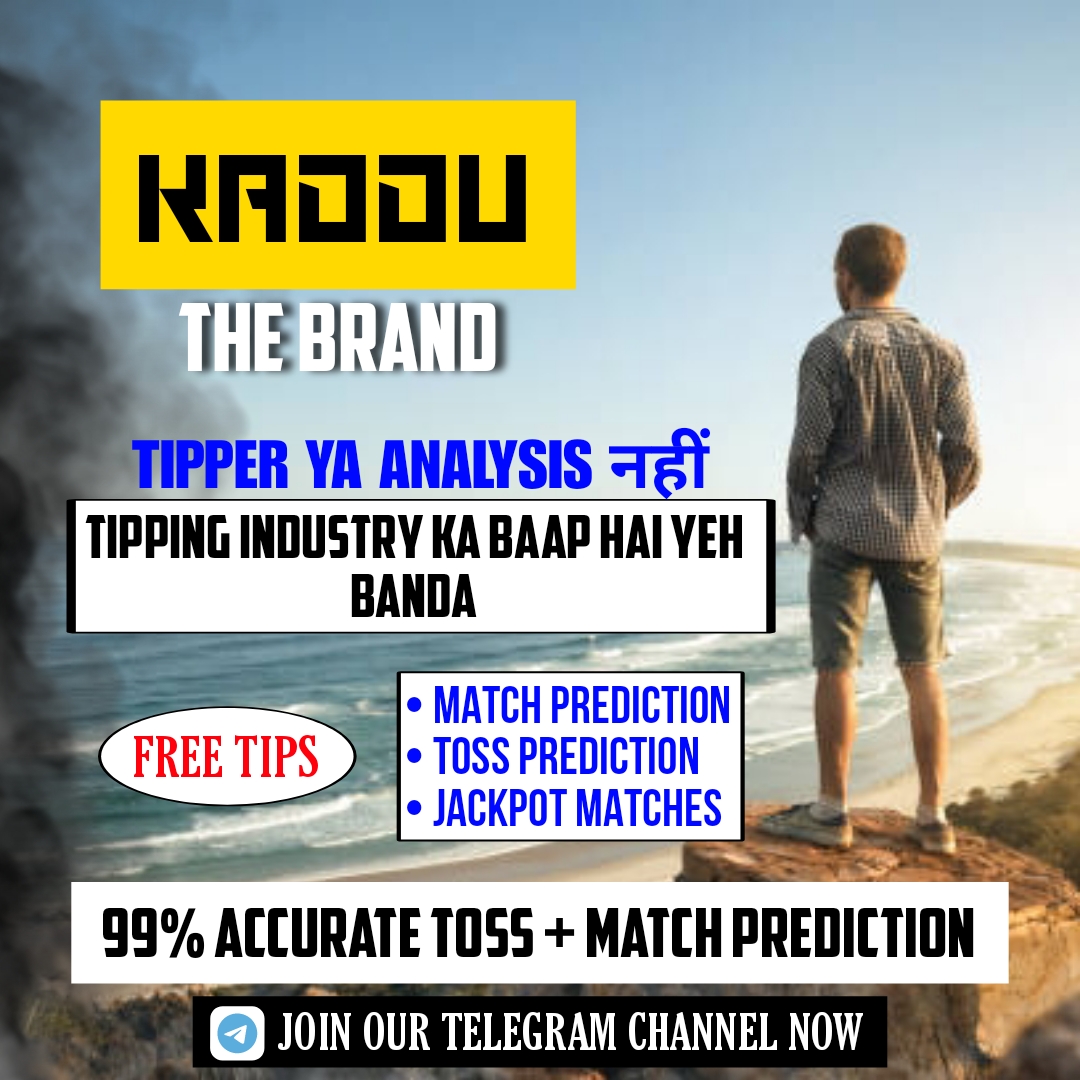 KADDU
THE BRAND
TIPPER YA ANALYSIS नहीं
TIPPING INDUSTRY KA BAAP HAI YEH
BANDA
FREE TIPS
• MATCH PREDICTION
• TOSS PREDICTION
• JACKPOT MATCHES
99% ACCURATE TOSS + MATCH PREDICTION
JOIN OUR TELEGRAM CHANNEL NOW